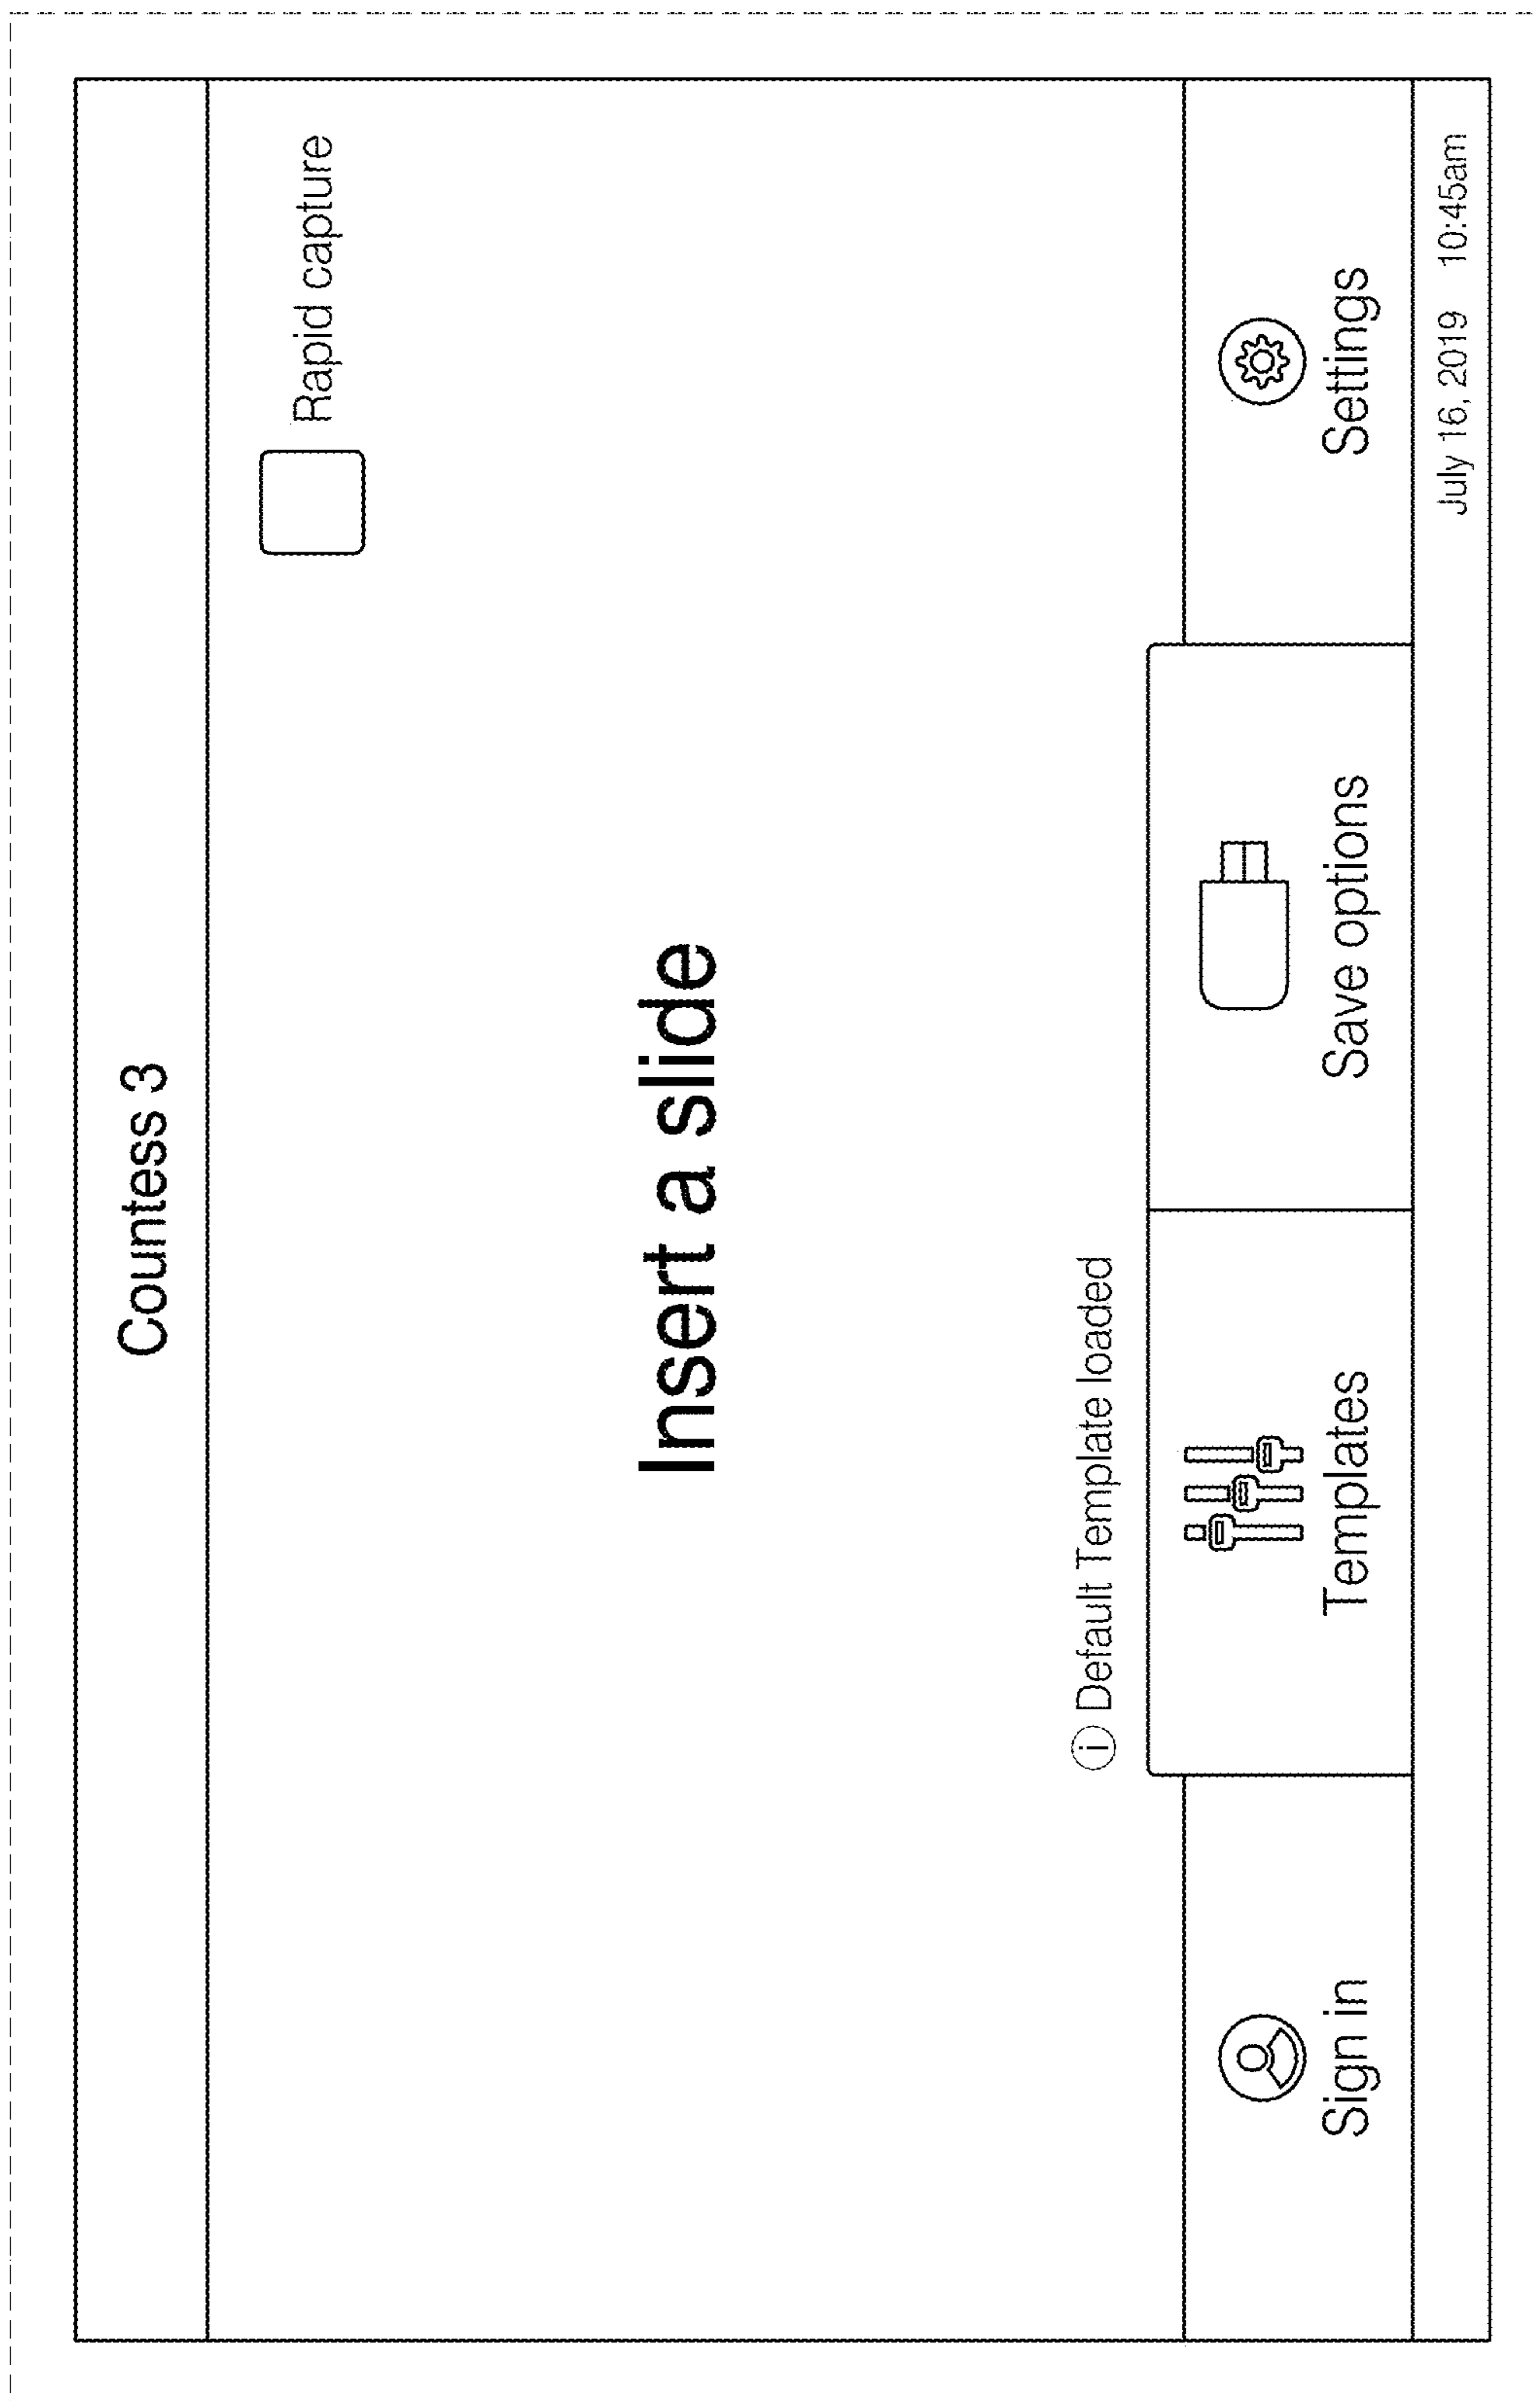 Countess 3
Rapid capture
Insert a slide
i Default Template loaded
Sign in
Templates
Save options
Settings
July 16, 2019 10:45am